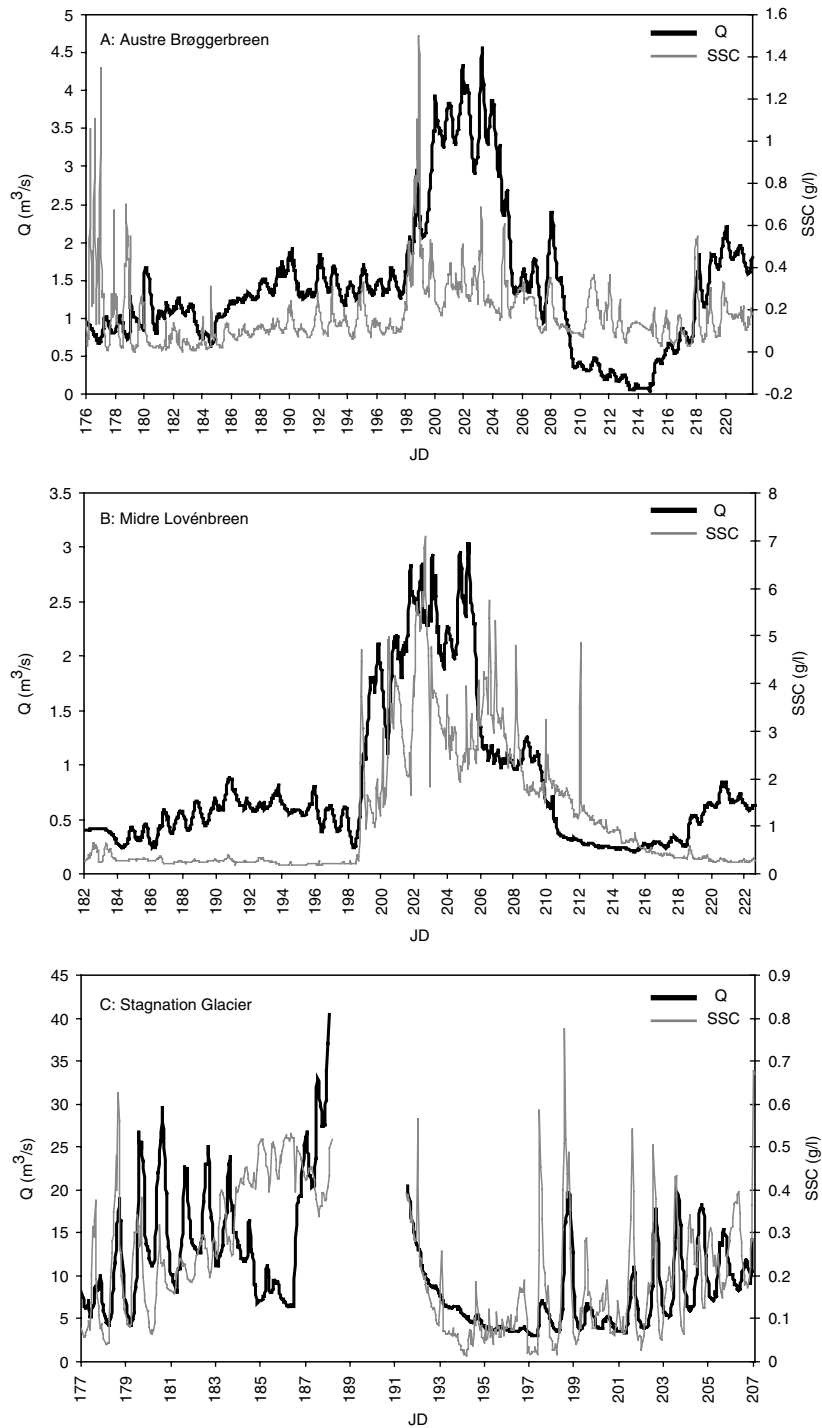 A: Austre Brøggerbreen
Q
SSC
Q (m³/s)
5
4.5
4
3.5
3
2.5
2
1.5
1
0.5
0
SSC (g/l)
1.6
1.4
1.2
1
0.8
0.6
0.4
0.2
0
-0.2
176 178 180 182 184 186 188 190 192 194 196 198 200 202 204 206 208 210 212 214 216 218 220
JD
B: Midre Lovénbreen
Q
SSC
Q (m³/s)
3.5
3
2.5
2
1.5
1
0.5
0
SSC (g/l)
8
7
6
5
4
3
2
1
0
182 184 186 188 190 192 194 196 198 200 202 204 206 208 210 212 214 216 218 220 222
JD
C: Stagnation Glacier
Q
SSC
Q (m³/s)
45
40
35
30
25
20
15
10
5
0
SSC (g/l)
0.9
0.8
0.7
0.6
0.5
0.4
0.3
0.2
0.1
0
177 179 181 183 185 187 189 191 193 195 197 199 201 203 205 207
JD